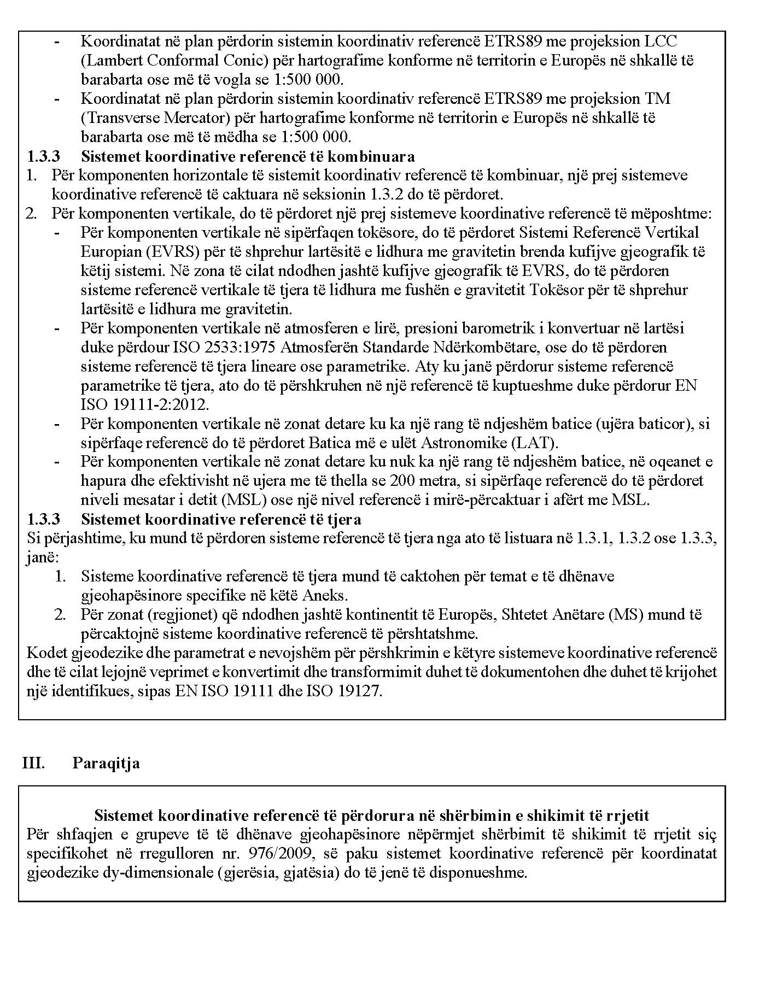 - Koordinatat në plan përdorin sistemin koordinativ referencë ETRS89 me projeksion LCC
(Lambert Conformal Conic) për hartografime konforme në territorin e Europës në shkallë të
barabarta ose më të vogla se 1:500 000.
- Koordinatat në plan përdorin sistemin koordinativ referencë ETRS89 me projeksion TM
(Transverse Mercator) për hartografime konforme në territorin e Europës në shkallë të
barabarta ose më të mëdha se 1:500 000.
1.3.3 Sistemet koordinative referencë të kombinuara
1. Për komponenten horizontale të sistemit koordinativ referencë të kombinuar, një prej sistemeve
koordinative referencë të caktuara në seksionin 1.3.2 do të përdoret.
2. Për komponenten vertikale, do të përdoret një prej sistemeve koordinative referencë të mëposhtme:
- Për komponenten vertikale në sipërfaqen tokësore, do të përdoret Sistemi Referencë Vertikal
Europian (EVRS) për të shprehur lartësitë e lidhura me gravitetin brenda kufijve gjeografik të
këtij sistemi. Në zona të cilat ndodhen jashtë kufijve gjeografik të EVRS, do të përdoren
sisteme referencë vertikale të tjera të lidhura me fushën e gravitetit Tokësor për të shprehur
lartësitë e lidhura me gravitetin.
- Për komponenten vertikale në atmosferen e lirë, presioni barometrik i konvertuar në lartësi
duke përdour ISO 2533:1975 Atmosferën Standarde Ndërkombëtare, ose do të përdoren
sisteme referencë të tjera lineare ose parametrike. Aty ku janë përdorur sisteme referencë
parametrike të tjera, ato do të përshkruhen në një referencë të kuptueshme duke përdorur EN
ISO 19111-2:2012.
- Për komponenten vertikale në zonat detare ku ka një rang të ndjeshëm batice (ujëra baticor), si
sipërfaqe referencë do të përdoret Batica më e ulët Astronomike (LAT).
- Për komponenten vertikale në zonat detare ku nuk ka një rang të ndjeshëm batice, në oqeanet e
hapura dhe efektivisht në ujera me të thella se 200 metra, si sipërfaqe referencë do të përdoret
niveli mesatar i detit (MSL) ose një nivel referencë i mirë-përcaktuar i afërt me MSL.
1.3.3 Sistemet koordinative referencë të tjera
Si përjashtime, ku mund të përdoren sisteme referencë të tjera nga ato të listuara në 1.3.1, 1.3.2 ose 1.3.3,
janë:
1. Sisteme koordinative referencë të tjera mund të caktohen për temat e të dhënave
gjeohapësinore specifike në këtë Aneks.
2. Për zonat (regjionet) që ndodhen jashtë kontinentit të Europës, Shtetet Anëtare (MS) mund të
përcaktojnë sisteme koordinative referencë të përshtatshme.
Kodet gjeodezike dhe parametrat e nevojshëm për përshkrimin e këtyre sistemeve koordinative referencë
dhe të cilat lejojnë veprimet e konvertimit dhe transformimit duhet të dokumentohen dhe duhet të krijohet
një identifikues, sipas EN ISO 19111 dhe ISO 19127.
III. Paraqitja
Sistemet koordinative referencë të përdorura në shërbimin e shikimit të rrjetit
Për shfaqjen e grupeve të të dhënave gjeohapësinore nëpërmjet shërbimit të shikimit të rrjetit siç
specifikohet në rregulloren nr. 976/2009, së paku sistemet koordinative referencë për koordinatat
gjeodezike dy-dimensionale (gjerësia, gjatësia) do të jenë të disponueshme.